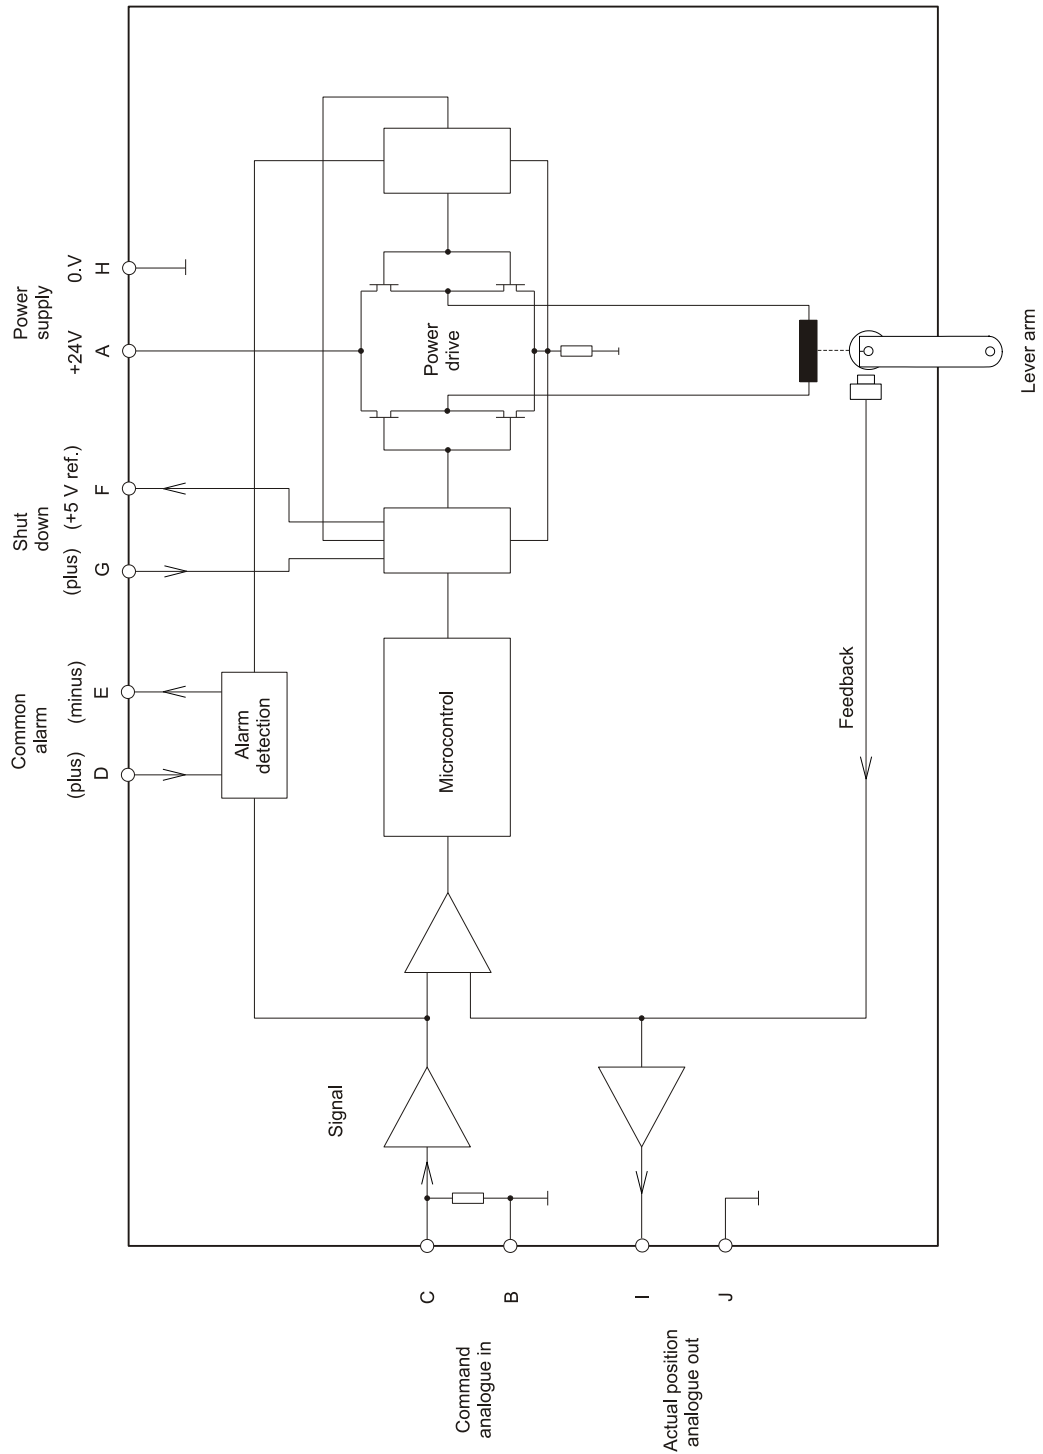 Command
analogue in
C
B
Actual position
analogue out
I
J
Signal
Common
alarm
(plus)
(minus)
D
E
Shut
down
(plus)
(+5 V ref.)
G
F
Power
supply
+24V
0.V
A
H
Alarm
detection
Microcontrol
Power
drive
Feedback
Lever arm